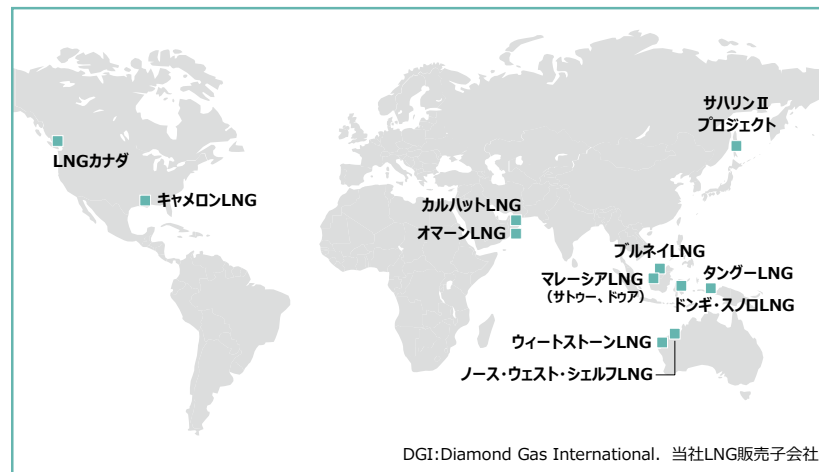 サハリンⅡ
プロジェクト
LNGカナダ
キャメロンLNG
カルハットLNG
オマーンLNG
ブルネイLNG
マレーシアLNG
（サトゥー、ドゥア）
タングーLNG
ドンギ・スノロLNG
ウィートストーンLNG
ノース・ウェスト・シェルフLNG
DGI:Diamond Gas International. 当社LNG販売子会社